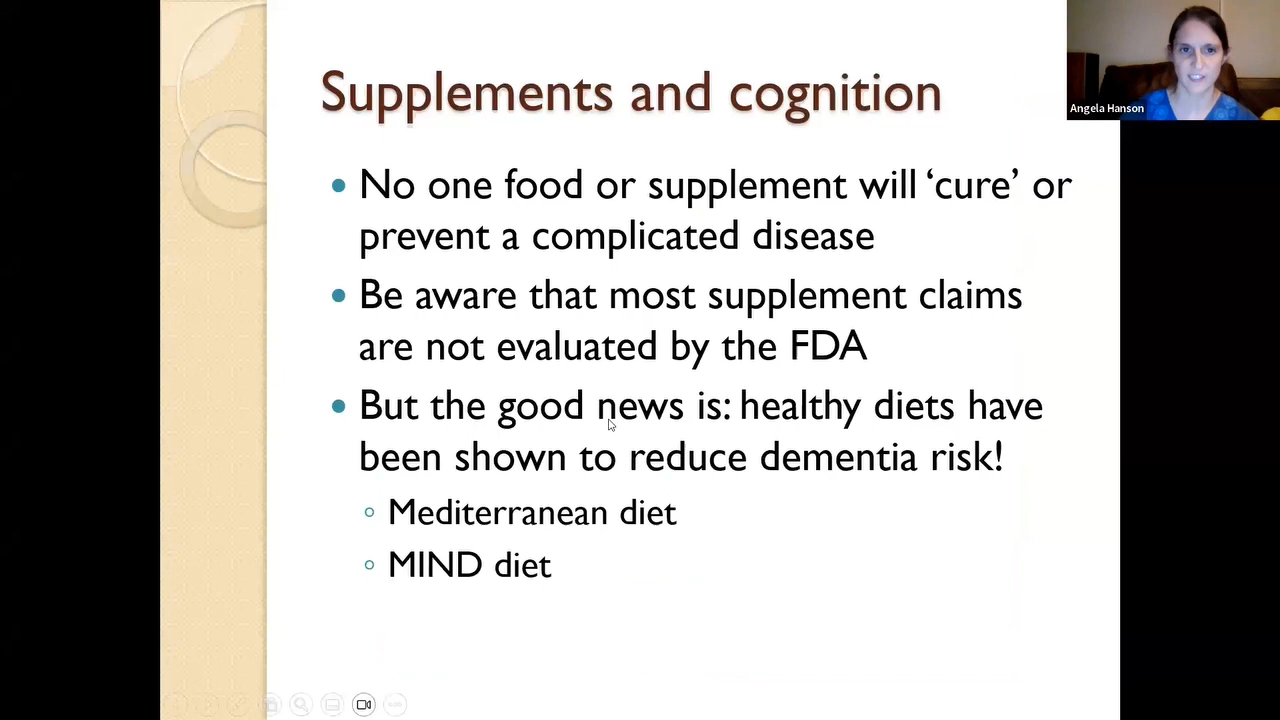 Supplements and cognition
Angela Hanson
• No one food or supplement will ‘cure’ or
prevent a complicated disease
• Be aware that most supplement claims
are not evaluated by the FDA
• But the good news is: healthy diets have
been shown to reduce dementia risk!
◦ Mediterranean diet
◦ MIND diet